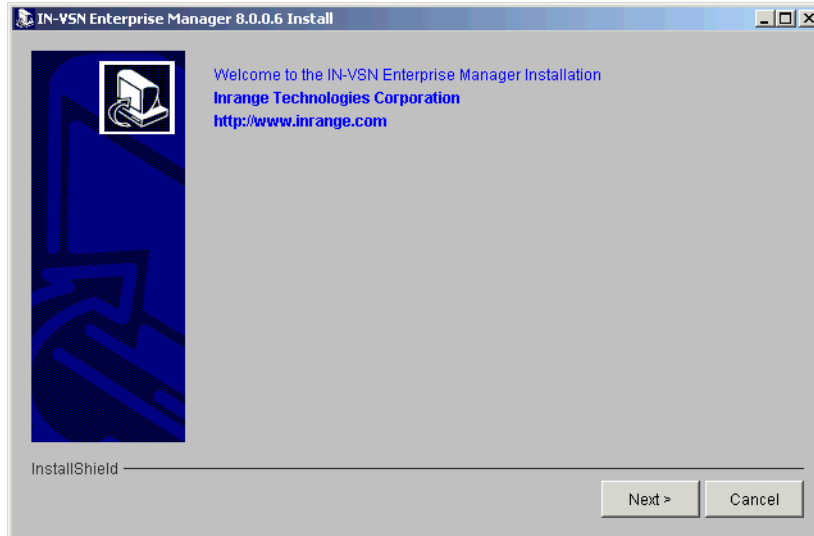 IN-VSN Enterprise Manager 8.0.0.6 Install
Welcome to the IN-VSN Enterprise Manager Installation
Inrange Technologies Corporation
http://www.inrange.com
InstallShield
Next >
Cancel